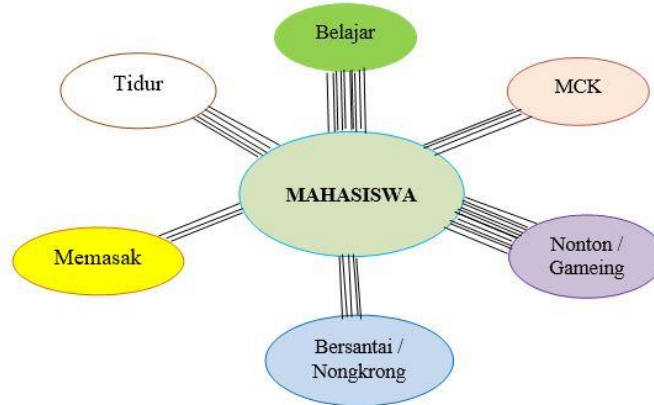 Belajar
Tidur
MCK
MAHASISWA
Memasak
Nonton /
Gameing
Bersantai /
Nongkrong